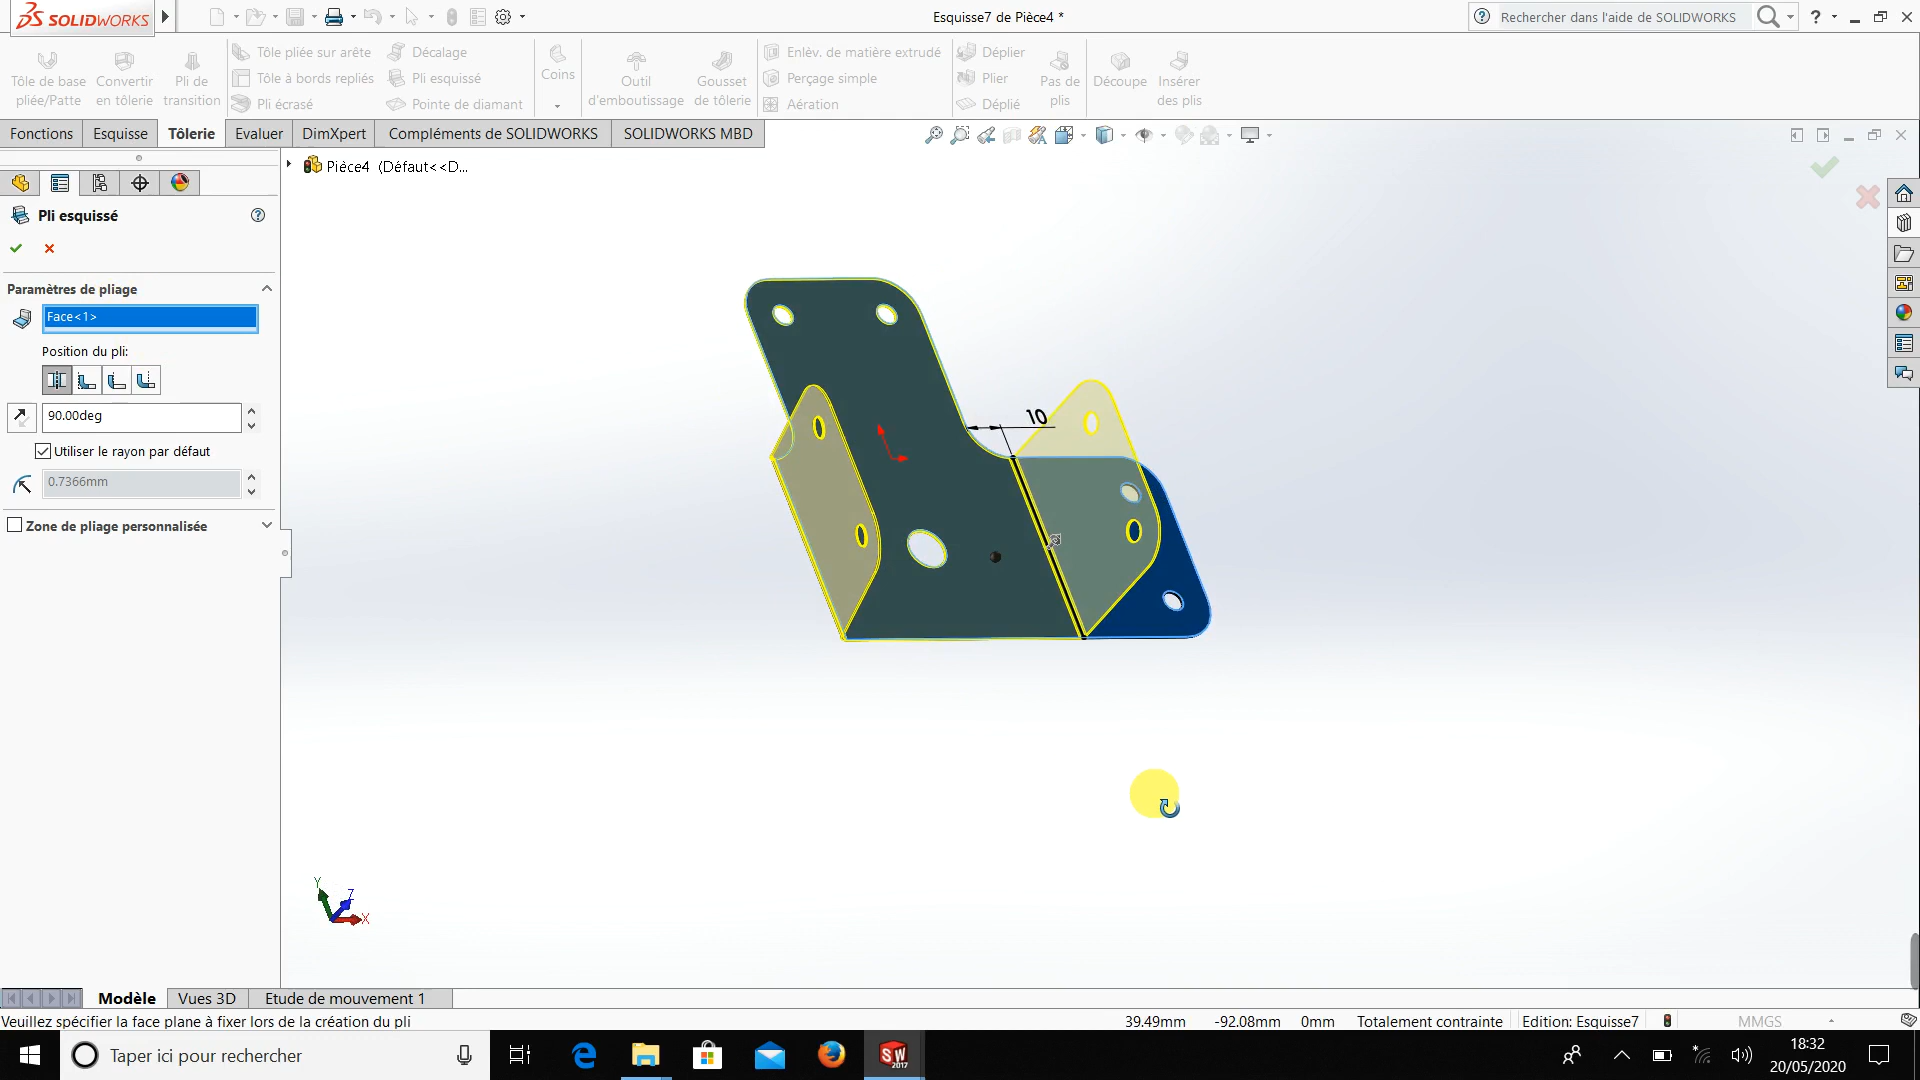 SOLIDWORKS
Esquisse7 de Pièce4 *
Rechercher dans l'aide de SOLIDWORKS
Tôle de base
pliée/Patte
Convertir
en tôlerie
Pli de
transition
Tôle pliée sur arête
Tôle à bords repliés
Pli écrasé
Décalage
Pli esquissé
Pointe de diamant
Coins
Outil
d'emboutissage
Gousset
de tôlerie
Enlèv. de matière extrudé
Perçage simple
Aération
Déplier
Plier
Déplié
Pas de
plis
Découpe
Insérer
des plis
Fonctions
Esquisse
Tôlerie
Evaluer
DimXpert
Compléments de SOLIDWORKS
SOLIDWORKS MBD
Pièce4 (Défaut<<D...
Pli esquissé
Paramètres de pliage
Face<1>
Position du pli:
90.00deg
Utiliser le rayon par défaut
0.7366mm
Zone de pliage personnalisée
10
Y
Z
X
Modèle
Vues 3D
Etude de mouvement 1
Veuillez spécifier la face plane à fixer lors de la création du pli
39.49mm
-92.08mm
0mm
Totalement contrainte
Edition: Esquisse7
MMGS
Taper ici pour rechercher
SW
2017
18:32
20/05/2020